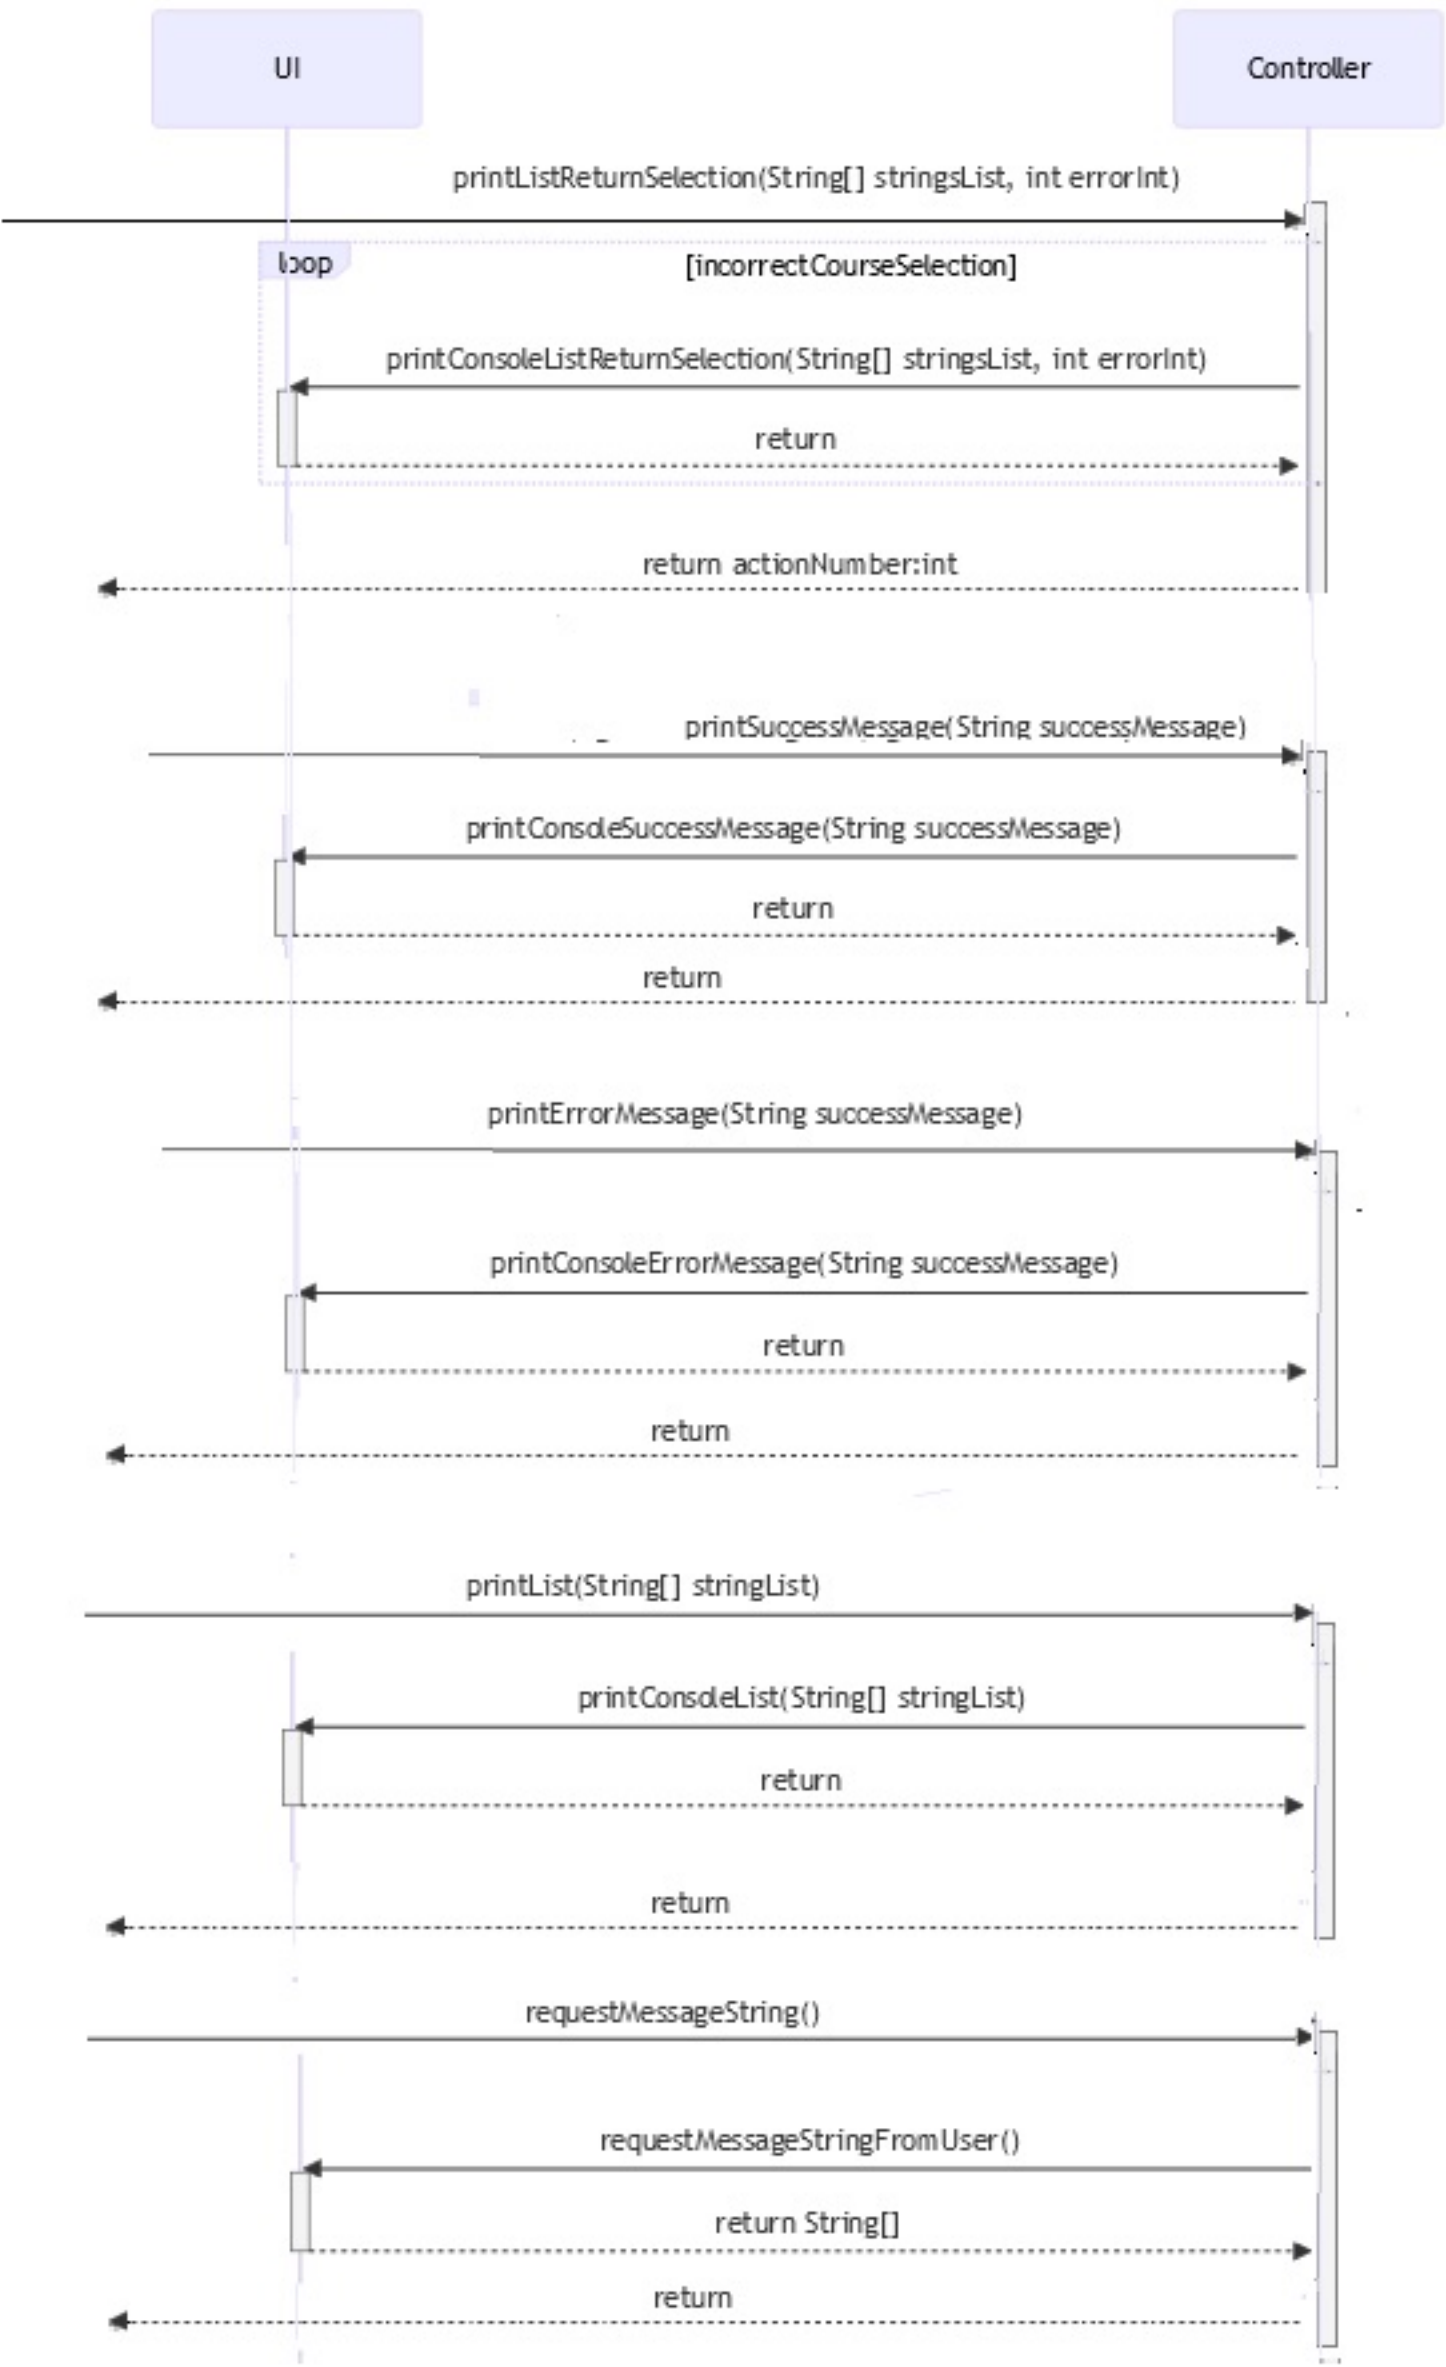 UI
Controller
printListReturnSelection(String[] stringsList, int errorInt)
loop
[incorrectCourseSelection]
printConsoleListReturnSelection(String[] stringsList, int errorInt)
return
return actionNumber:int
printSuccessMessage(String successMessage)
printConsoleSuccessMessage(String successMessage)
return
return
printErrorMessage(String successMessage)
printConsoleErrorMessage(String successMessage)
return
return
printList(String[] stringList)
printConsoleList(String[] stringList)
return
return
requestMessageString()
requestMessageStringFromUser()
return String[]
return